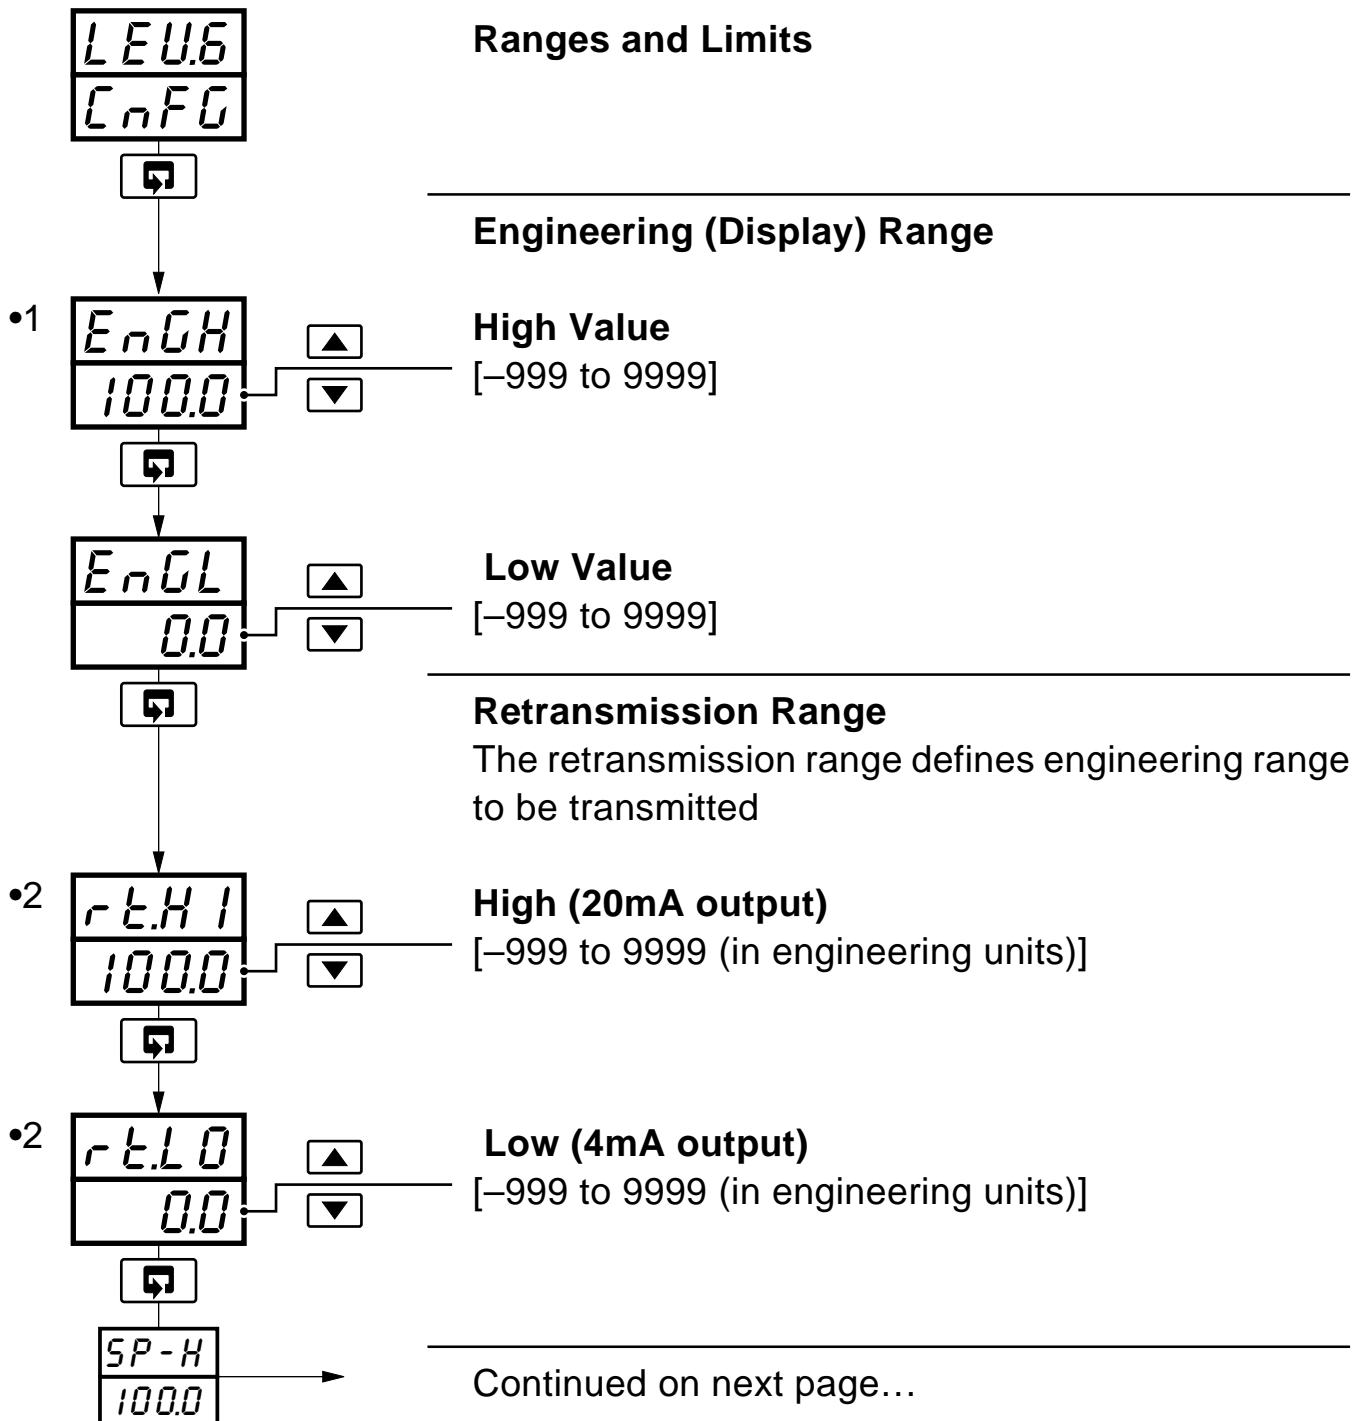 LEV.6
CnFG
Ranges and Limits
Engineering (Display) Range
•1
EnGH
100.0
High Value
[–999 to 9999]
EnGL
0.0
Low Value
[–999 to 9999]
Retransmission Range
The retransmission range defines engineering range
to be transmitted
•2
rt.HI
100.0
High (20mA output)
[–999 to 9999 (in engineering units)]
•2
rt.LO
0.0
Low (4mA output)
[–999 to 9999 (in engineering units)]
SP-H
100.0
Continued on next page…